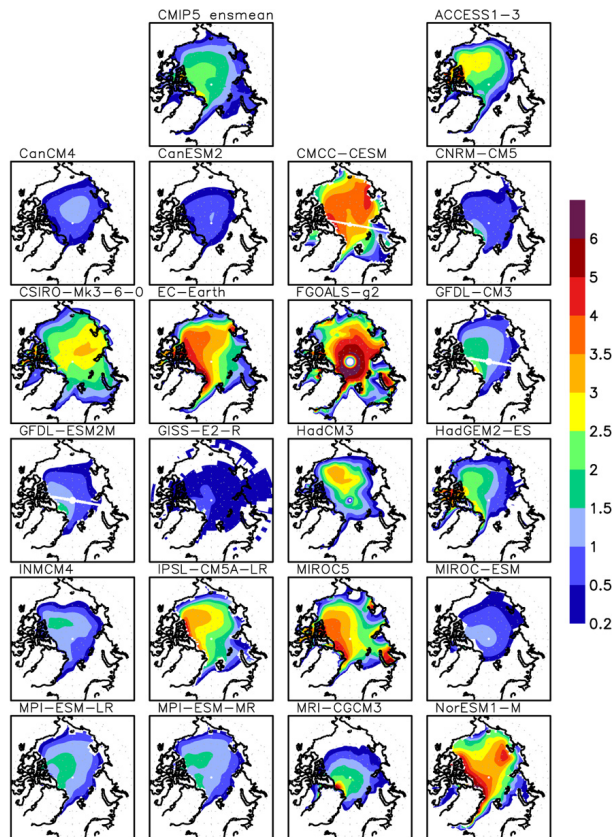 CMIP5 ensmean
ACCESS1-3
CanCM4
CanESM2
CMCC-CESM
CNRM-CM5
CSIRO-Mk3-6-0
EC-Earth
FGOALS-g2
GFDL-CM3
GFDL-ESM2M
GISS-E2-R
HadCM3
HadGEM2-ES
INMCM4
IPSL-CM5A-LR
MIROC5
MIROC-ESM
MPI-ESM-LR
MPI-ESM-MR
MRI-CGCM3
NorESM1-M
6
5
4
3.5
3
2.5
2
1.5
1
0.5
0.2